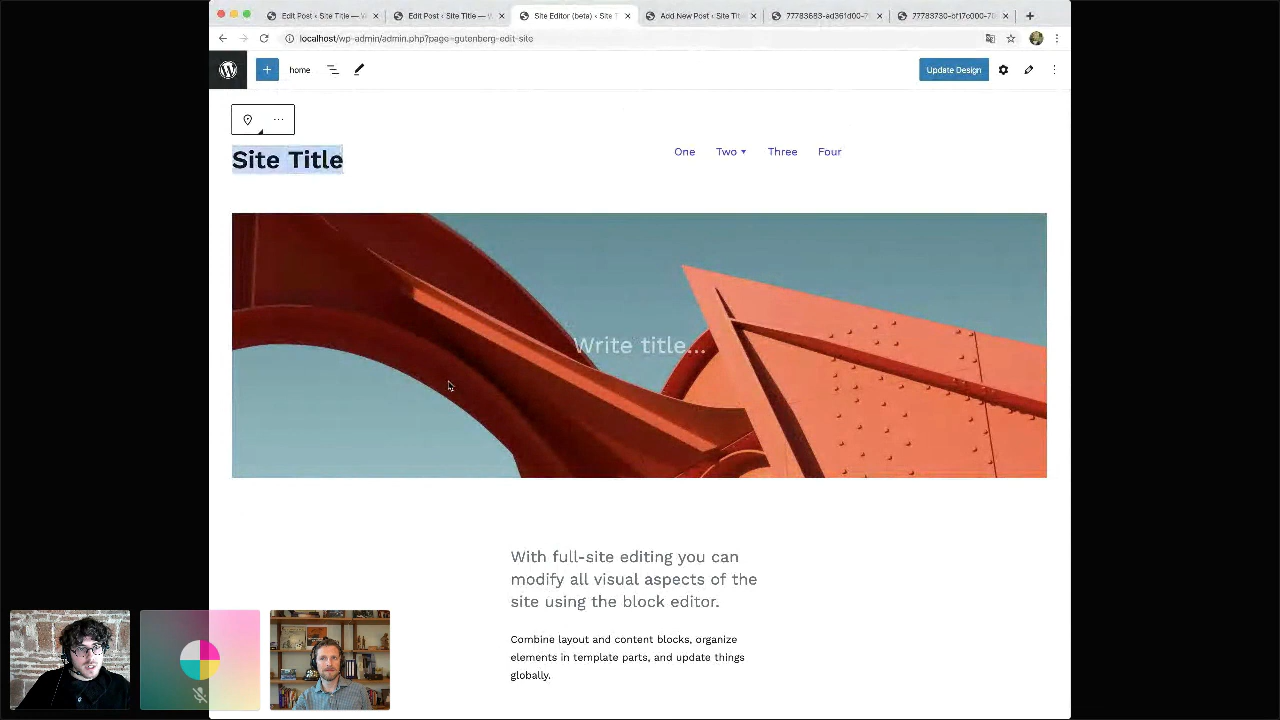 Edit Post ‹ Site Title —
Edit Post ‹ Site Title —
Site Editor (beta) ‹ Site T
Add New Post ‹ Site Tit
localhost/wp-admin/admin.php?page=gutenberg-edit-site
home
Update Design
Site Title
One
Two
Three
Four
Write title...
With full-site editing you can
modify all visual aspects of the
site using the block editor.
Combine layout and content blocks, organize
elements in template parts, and update things
globally.